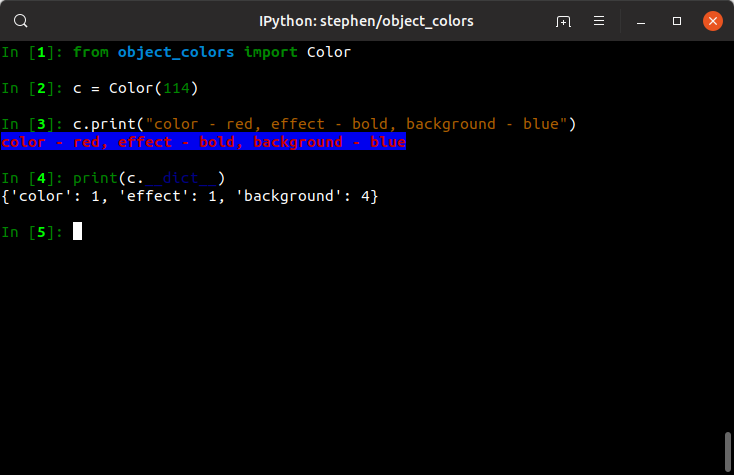 IPython: stephen/object_colors
In [1]: from object_colors import Color
In [2]: c = Color(114)
In [3]: c.print("color - red, effect - bold, background - blue")
color - red, effect - bold, background - blue
In [4]: print(c.__dict__)
{'color': 1, 'effect': 1, 'background': 4}
In [5]: